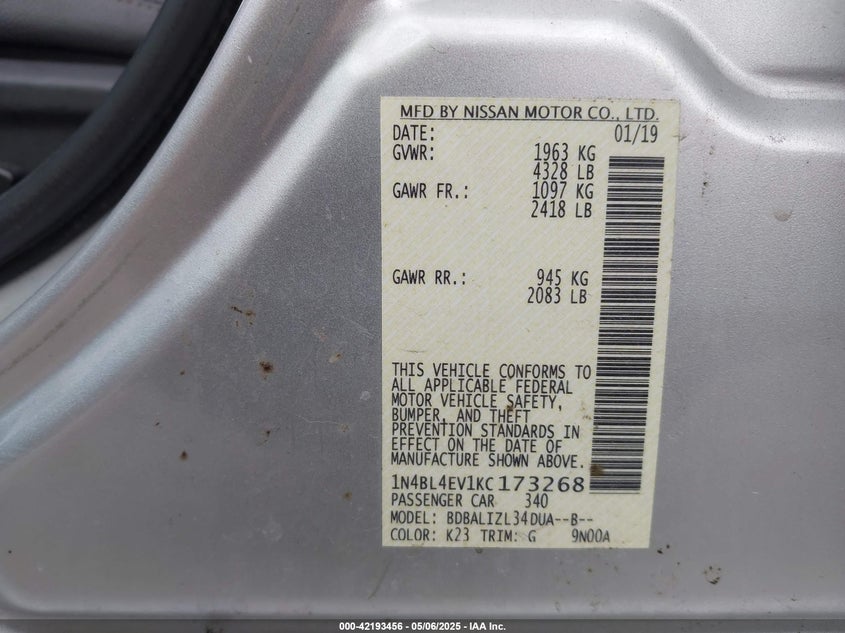 MFD BY NISSAN MOTOR CO., LTD.
DATE: 01/19
GVWR: 1963 KG
4328 LB
GAWR FR.: 1097 KG
2418 LB
GAWR RR.: 945 KG
2083 LB
THIS VEHICLE CONFORMS TO
ALL APPLICABLE FEDERAL
MOTOR VEHICLE SAFETY,
BUMPER, AND THEFT
PREVENTION STANDARDS IN
EFFECT ON THE DATE OF
MANUFACTURE SHOWN ABOVE.
1N4BL4EV1KC173268
PASSENGER CAR 340
MODEL: BDBALIZL34DUA--B--
COLOR: K23 TRIM: G 9N00A
000-42193456 - 05/06/2025 - IAA Inc.